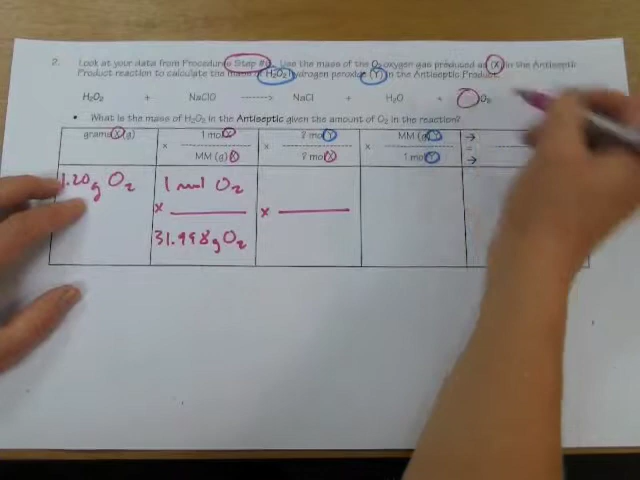 2. Look at your data from Procedure Step #. Use the mass of the O₂ oxygen gas produced as (X) in the Antiseptic
Product reaction to calculate the mass of H₂O₂ hydrogen peroxide (Y) in the Antiseptic Product.
H₂O₂ + NaClO -----> NaCl + H₂O + O₂
• What is the mass of H₂O₂ in the Antiseptic given the amount of O₂ in the reaction?
grams X (g) x 1 mol X x ? mol Y x MM (g) Y →
MM (g) X ? mol X 1 mol Y = →
1.20g O₂ 1 mol O₂
x x
31.998g O₂